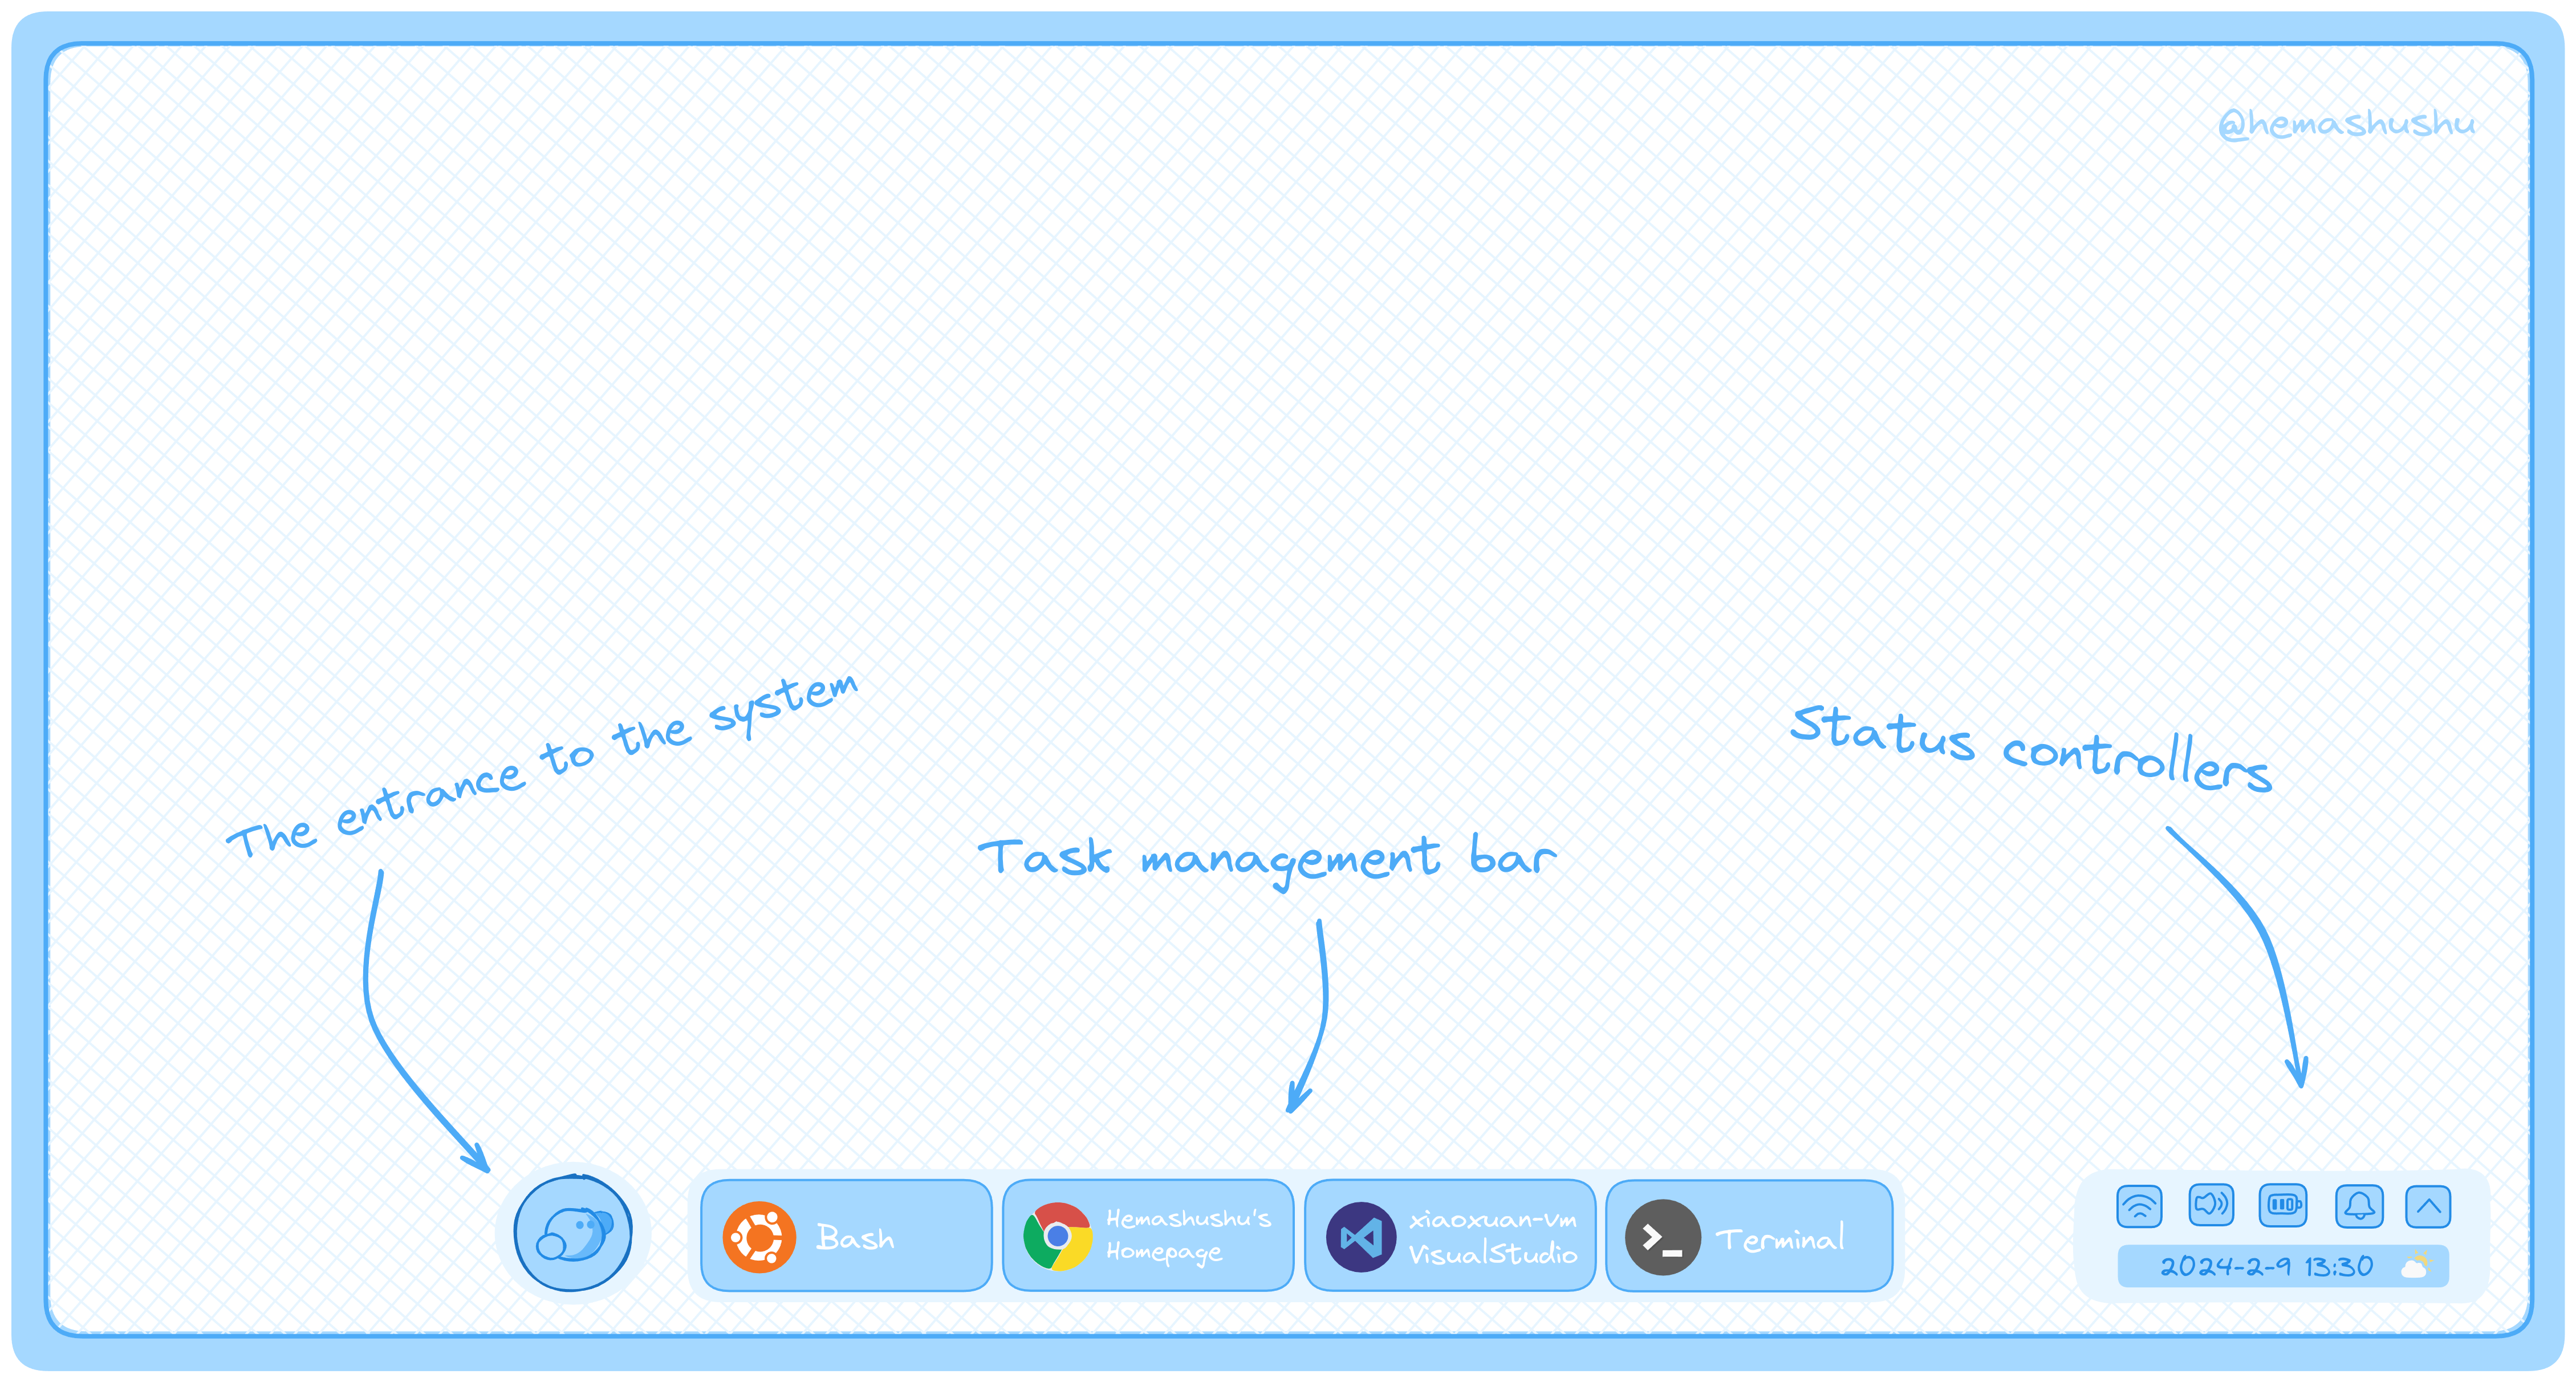 @hemashushu
The entrance to the system
Status controllers
Task management bar
Bash
Hemashushu's
Homepage
xiaoxuan-vm
VisualStudio
Terminal
2024-2-9 13:30